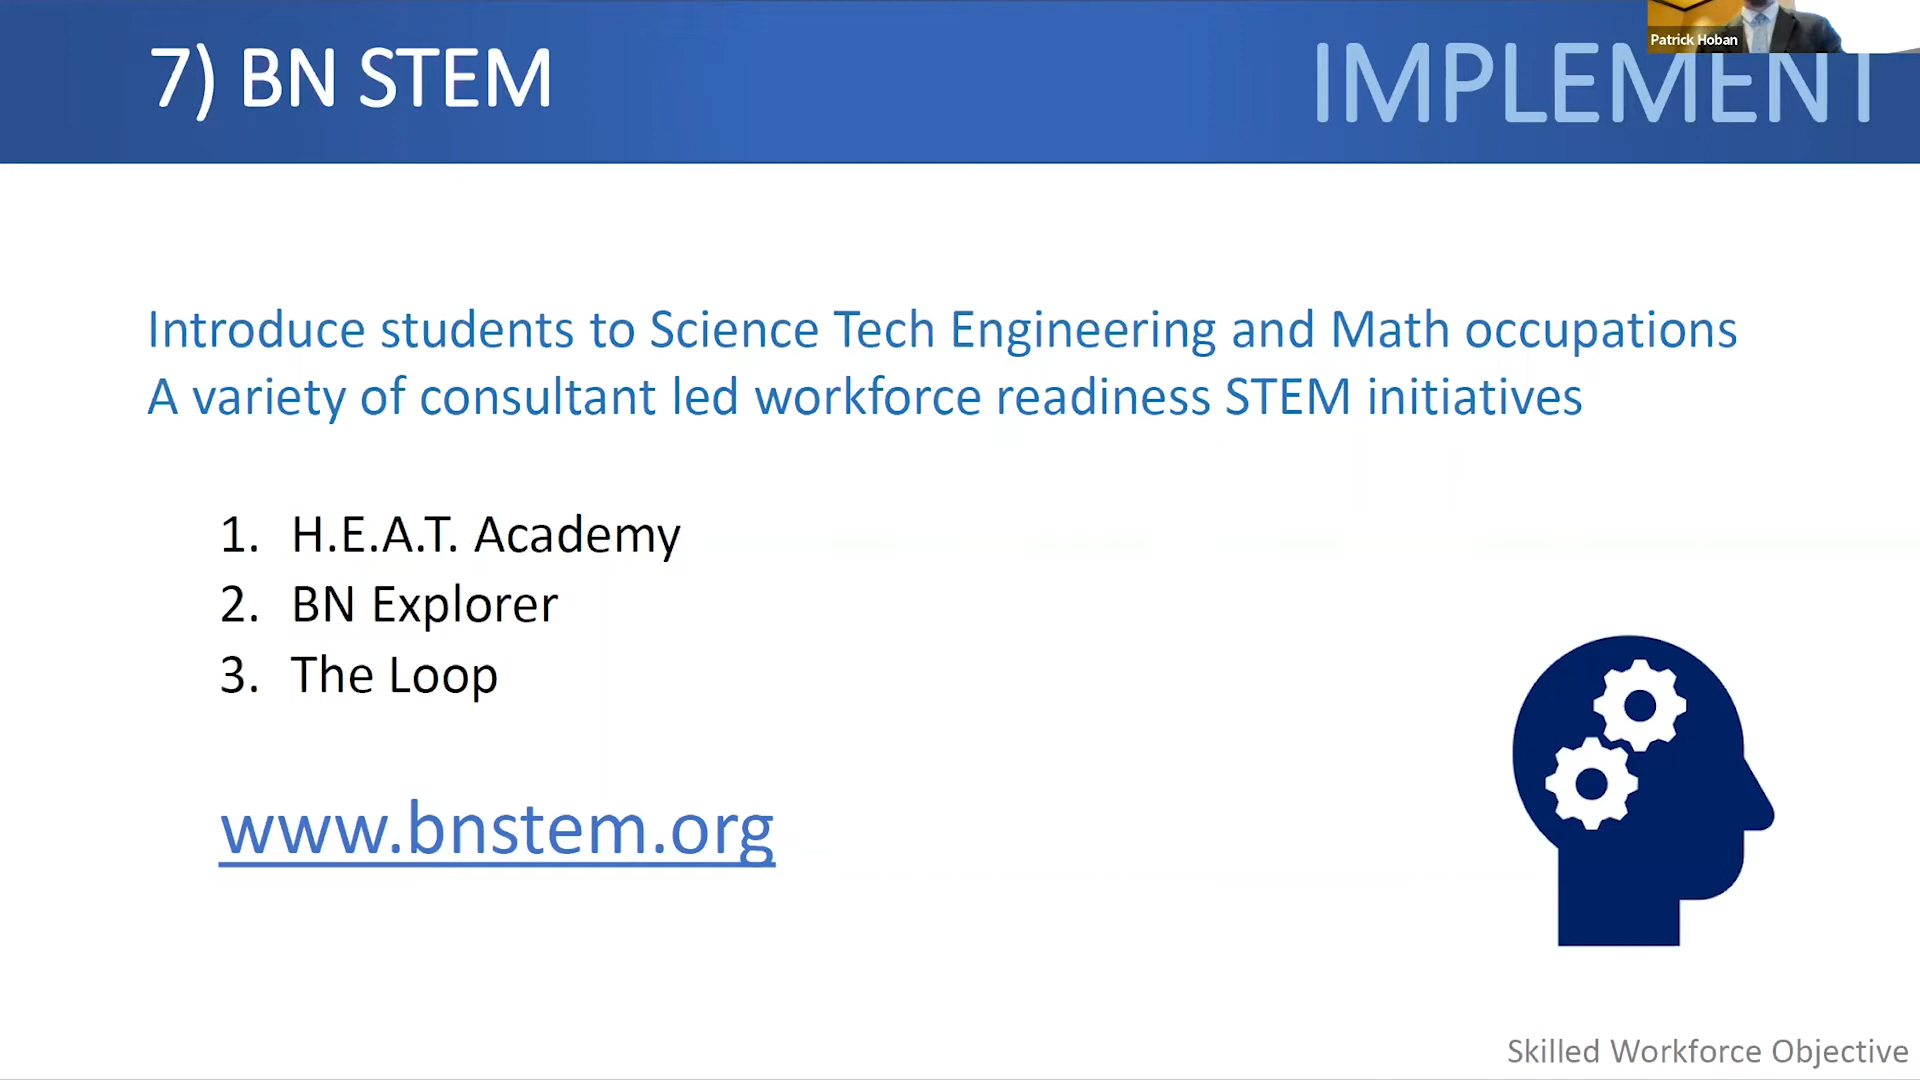 7) BN STEM
IMPLEMENT
Patrick Hoban
Introduce students to Science Tech Engineering and Math occupations
A variety of consultant led workforce readiness STEM initiatives
1. H.E.A.T. Academy
2. BN Explorer
3. The Loop
www.bnstem.org
Skilled Workforce Objective